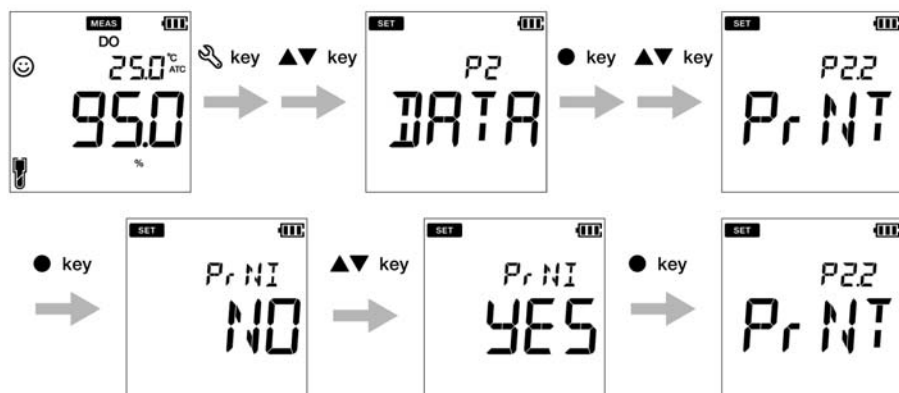 MEAS
DO
25.0 °C
ATC
95.0
%
key
▲▼ key
SET
P2
DATA
● key
▲▼ key
SET
P2.2
PrNT
● key
SET
PrNI
NO
▲▼ key
SET
PrNI
YES
● key
SET
P2.2
PrNT